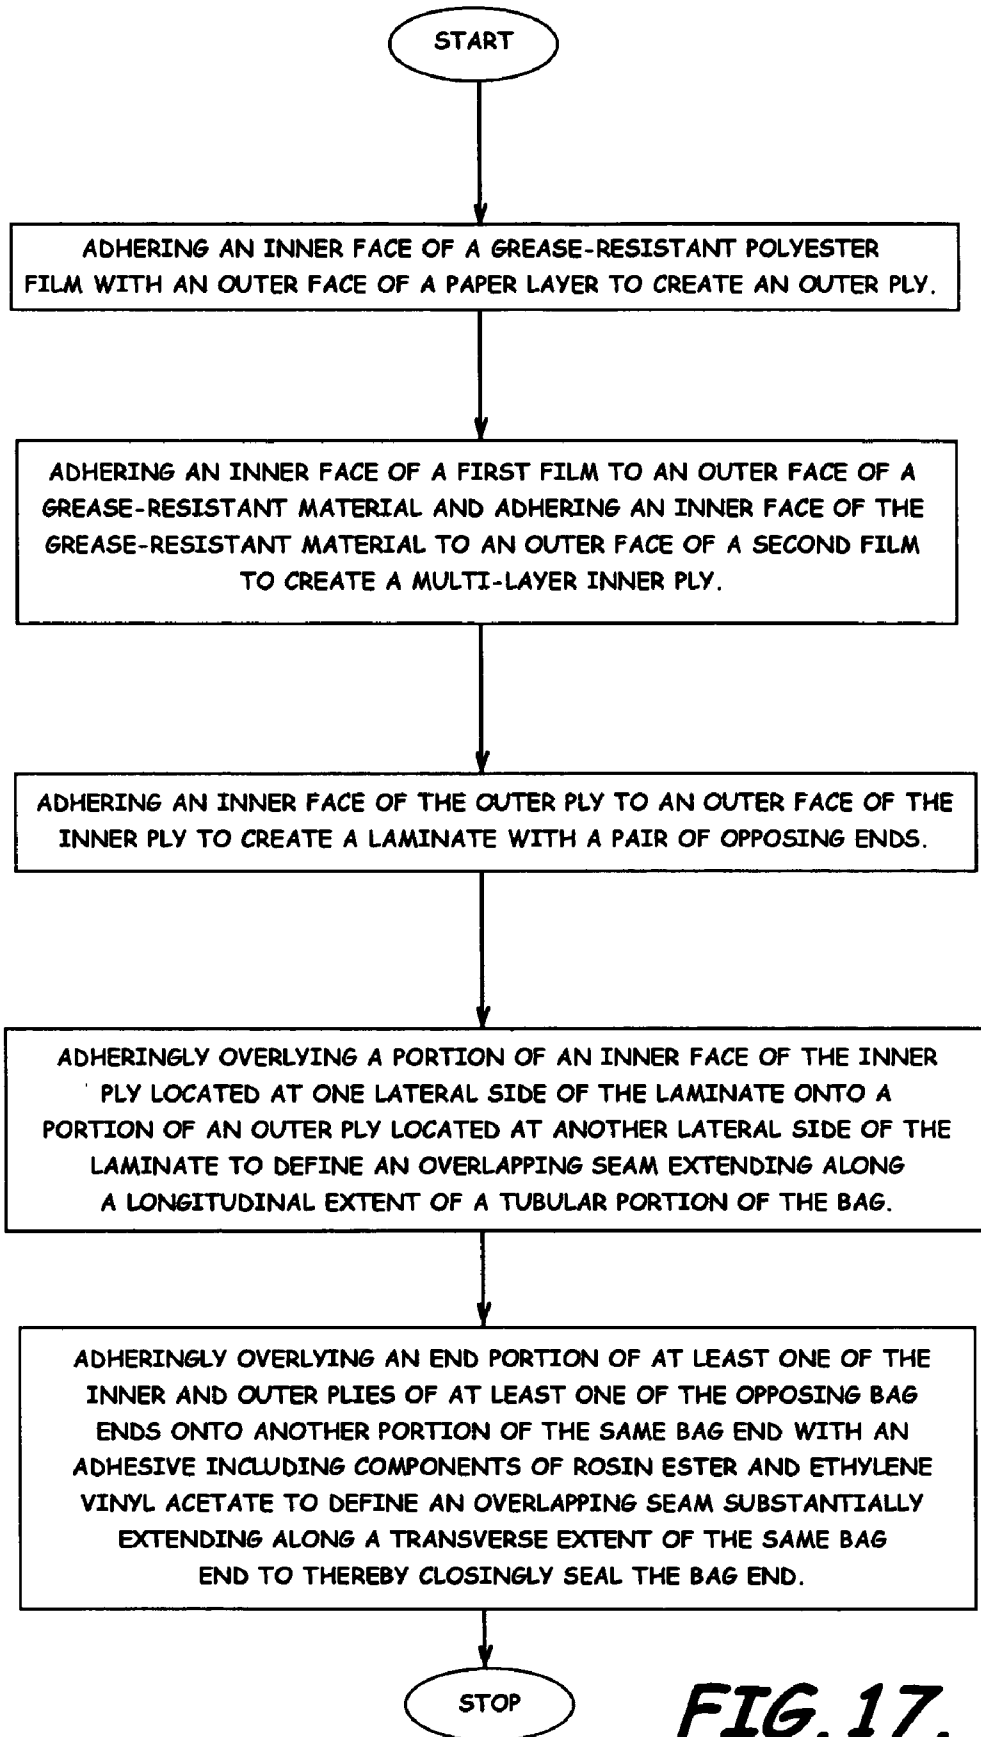 START
ADHERING AN INNER FACE OF A GREASE-RESISTANT POLYESTER
FILM WITH AN OUTER FACE OF A PAPER LAYER TO CREATE AN OUTER PLY.
ADHERING AN INNER FACE OF A FIRST FILM TO AN OUTER FACE OF A
GREASE-RESISTANT MATERIAL AND ADHERING AN INNER FACE OF THE
GREASE-RESISTANT MATERIAL TO AN OUTER FACE OF A SECOND FILM
TO CREATE A MULTI-LAYER INNER PLY.
ADHERING AN INNER FACE OF THE OUTER PLY TO AN OUTER FACE OF THE
INNER PLY TO CREATE A LAMINATE WITH A PAIR OF OPPOSING ENDS.
ADHERINGLY OVERLYING A PORTION OF AN INNER FACE OF THE INNER
PLY LOCATED AT ONE LATERAL SIDE OF THE LAMINATE ONTO A
PORTION OF AN OUTER PLY LOCATED AT ANOTHER LATERAL SIDE OF THE
LAMINATE TO DEFINE AN OVERLAPPING SEAM EXTENDING ALONG
A LONGITUDINAL EXTENT OF A TUBULAR PORTION OF THE BAG.
ADHERINGLY OVERLYING AN END PORTION OF AT LEAST ONE OF THE
INNER AND OUTER PLIES OF AT LEAST ONE OF THE OPPOSING BAG
ENDS ONTO ANOTHER PORTION OF THE SAME BAG END WITH AN
ADHESIVE INCLUDING COMPONENTS OF ROSIN ESTER AND ETHYLENE
VINYL ACETATE TO DEFINE AN OVERLAPPING SEAM SUBSTANTIALLY
EXTENDING ALONG A TRANSVERSE EXTENT OF THE SAME BAG
END TO THEREBY CLOSINGLY SEAL THE BAG END.
STOP
FIG. 17.